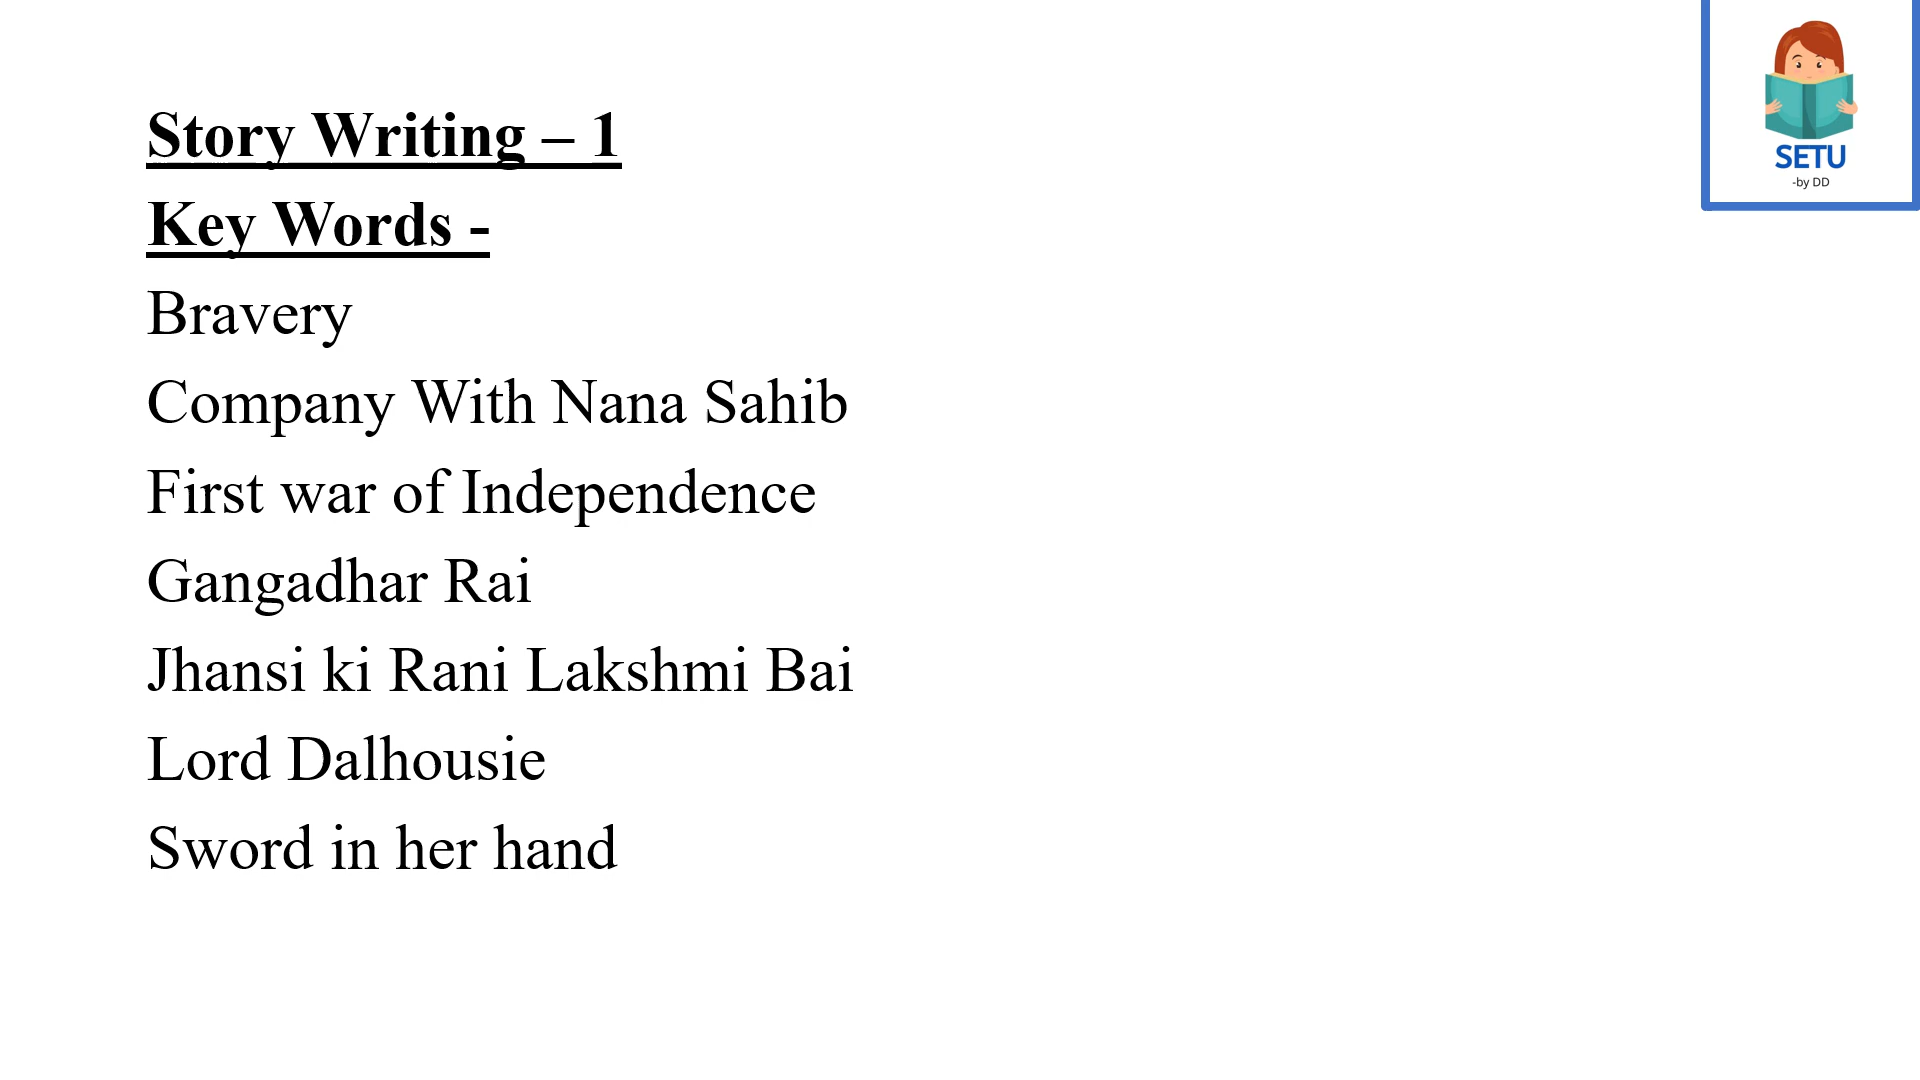 Story Writing – 1
Key Words -
Bravery
Company With Nana Sahib
First war of Independence
Gangadhar Rai
Jhansi ki Rani Lakshmi Bai
Lord Dalhousie
Sword in her hand
SETU
-by DD